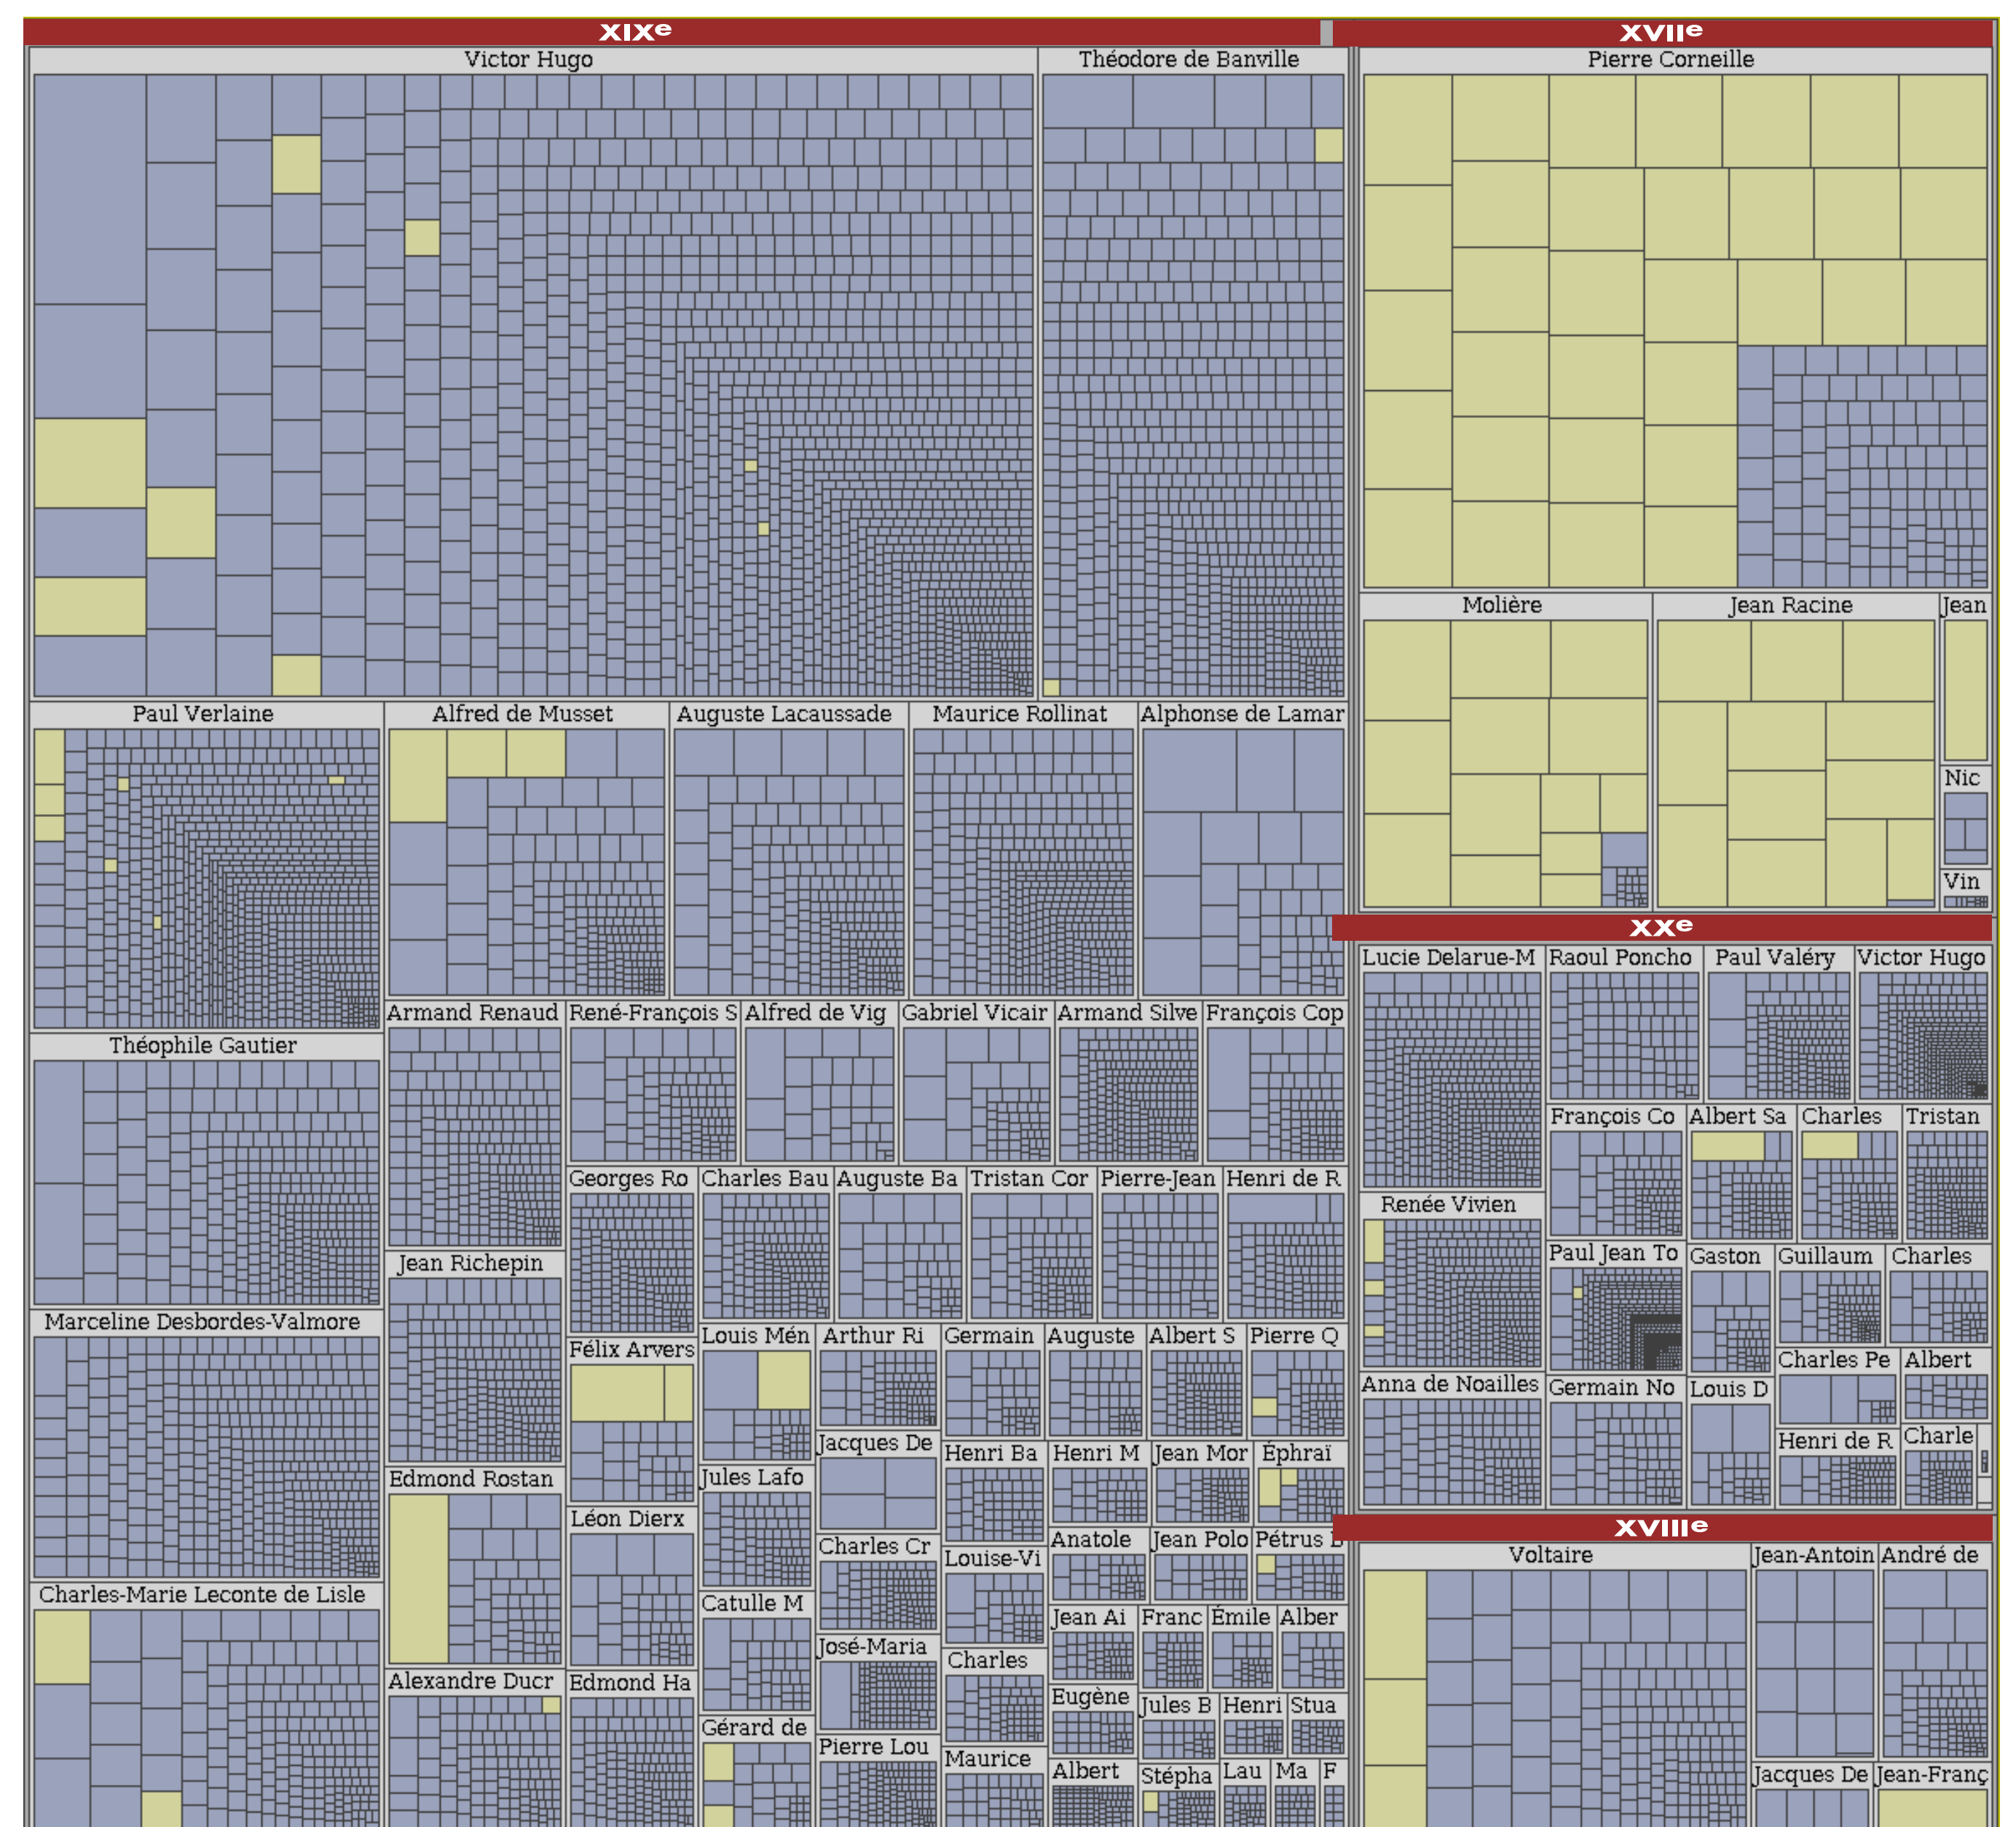 XIXe
Victor Hugo
Théodore de Banville
Paul Verlaine
Alfred de Musset
Auguste Lacaussade
Maurice Rollinat
Alphonse de Lamar
Armand Renaud
René-François S
Alfred de Vig
Gabriel Vicair
Armand Silve
François Cop
Théophile Gautier
Georges Ro
Charles Bau
Auguste Ba
Tristan Cor
Pierre-Jean
Henri de R
Jean Richepin
Marceline Desbordes-Valmore
Félix Arvers
Louis Mén
Arthur Ri
Germain
Auguste
Albert S
Pierre Q
Jacques De
Henri Ba
Henri M
Jean Mor
Éphraï
Edmond Rostan
Jules Lafo
Léon Dierx
Charles Cr
Louise-Vi
Anatole
Jean Polo
Pétrus B
Charles-Marie Leconte de Lisle
Catulle M
Jean Ai
Franc
Émile
Alber
José-Maria
Charles
Alexandre Ducr
Edmond Ha
Eugène
Jules B
Henri
Stua
Gérard de
Pierre Lou
Maurice
Albert
Stépha
Lau
Ma
F
XVIIe
Pierre Corneille
Molière
Jean Racine
Jean
Nic
Vin
XXe
Lucie Delarue-M
Raoul Poncho
Paul Valéry
Victor Hugo
François Co
Albert Sa
Charles
Tristan
Renée Vivien
Paul Jean To
Gaston
Guillaum
Charles
Charles Pe
Albert
Anna de Noailles
Germain No
Louis D
Henri de R
Charle
XVIIIe
Voltaire
Jean-Antoin
André de
Jacques De
Jean-Franç